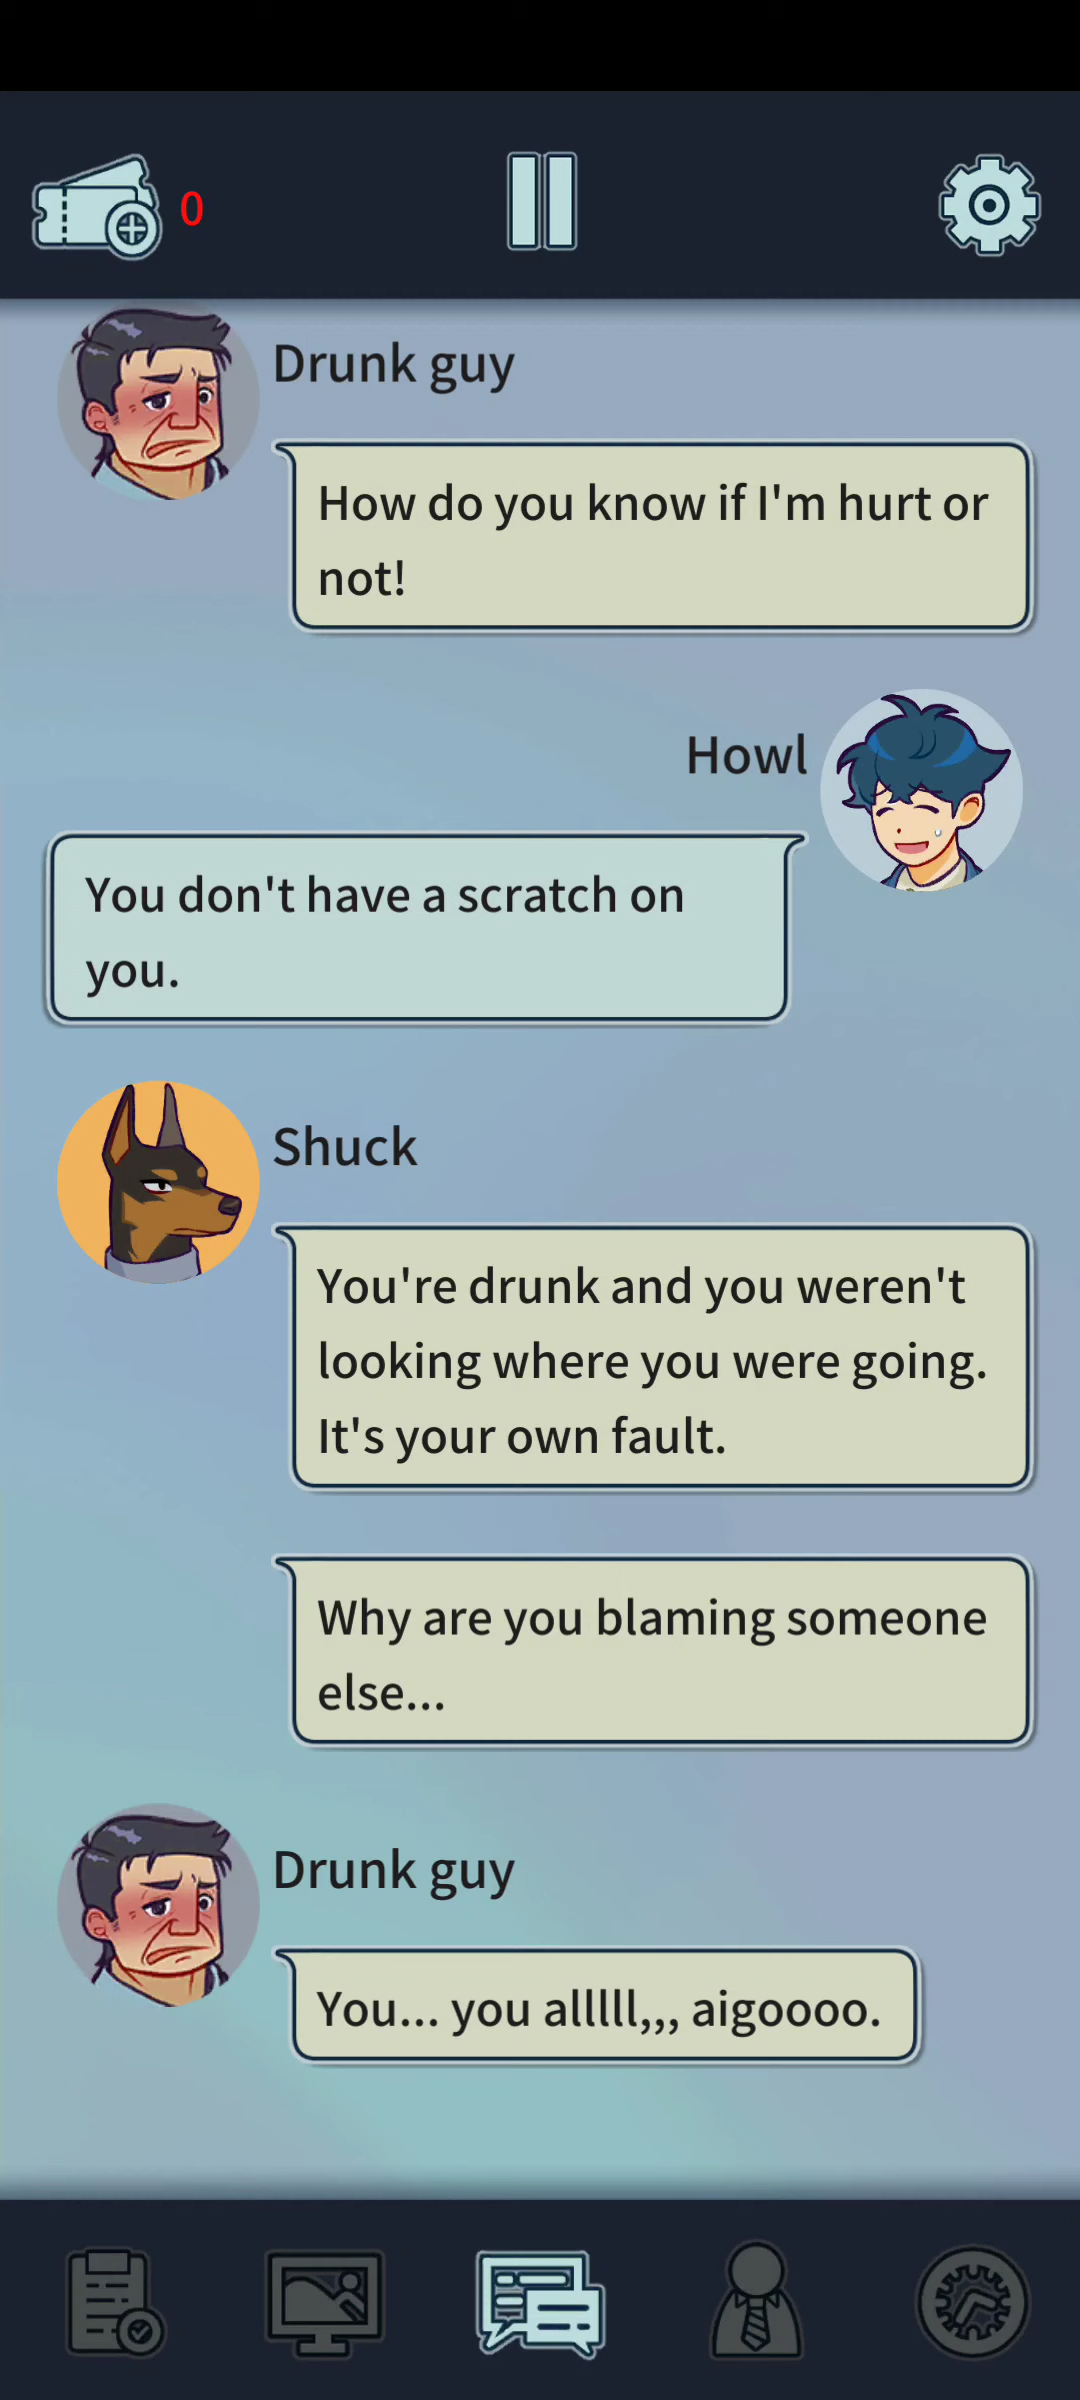 0
Drunk guy
How do you know if I'm hurt or
not!
Howl
You don't have a scratch on
you.
Shuck
You're drunk and you weren't
looking where you were going.
It's your own fault.
Why are you blaming someone
else...
Drunk guy
You... you alllll,,, aigoooo.